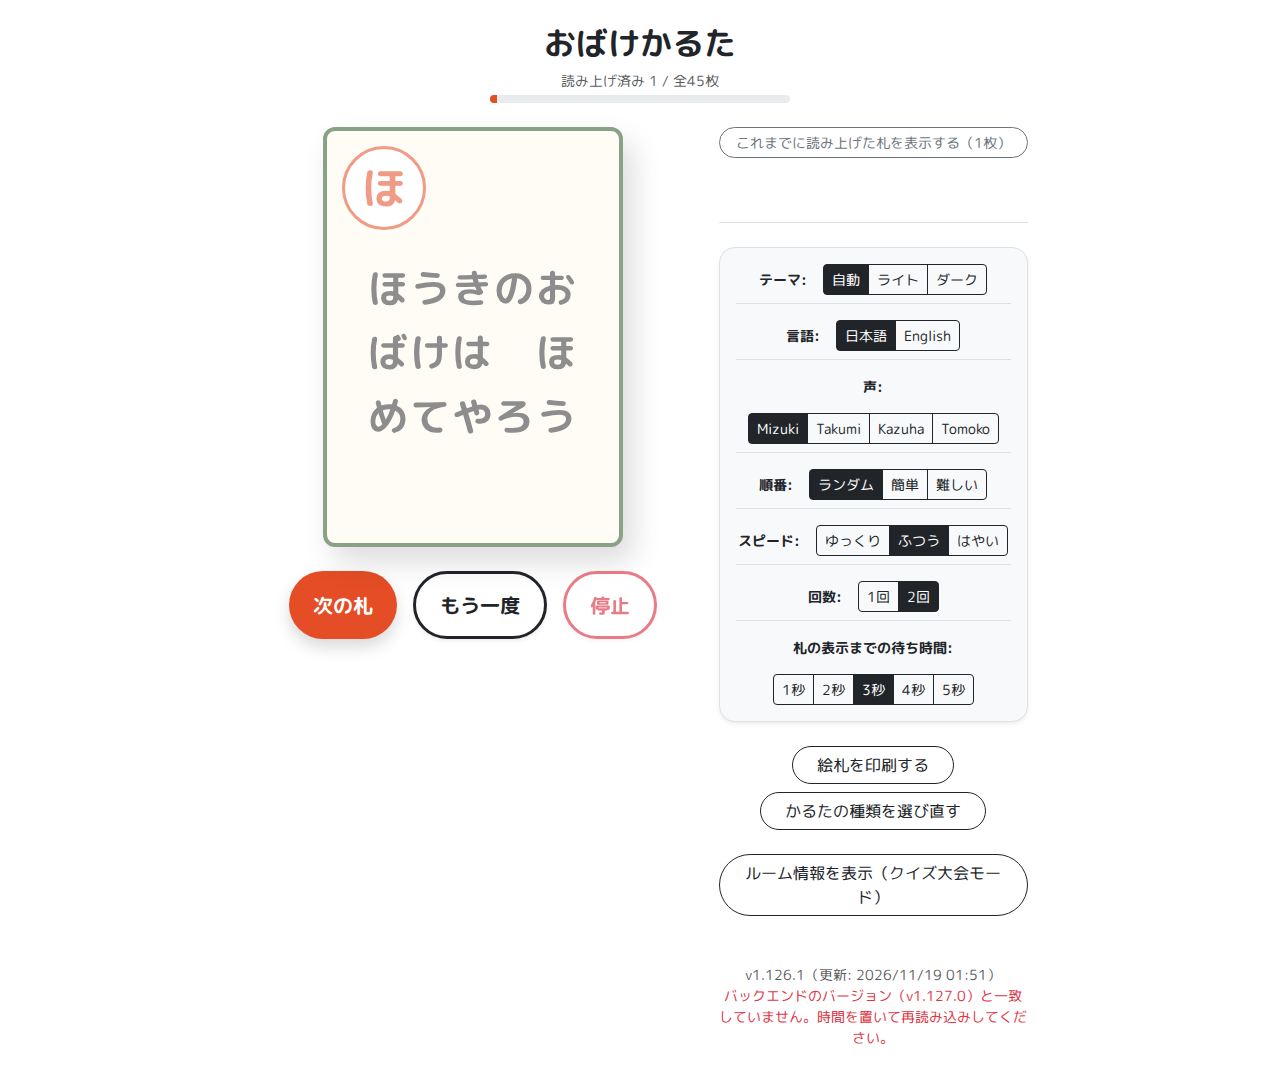 おばけかるた
読み上げ済み 1 / 全45枚
ほ
ほうきのお
ばけは　ほ
めてやろう
次の札
もう一度
停止
これまでに読み上げた札を表示する（1枚）
テーマ: 自動 ライト ダーク
言語: 日本語 English
声:
Mizuki Takumi Kazuha Tomoko
順番: ランダム 簡単 難しい
スピード: ゆっくり ふつう はやい
回数: 1回 2回
札の表示までの待ち時間:
1秒 2秒 3秒 4秒 5秒
絵札を印刷する
かるたの種類を選び直す
ルーム情報を表示（クイズ大会モー
ド）
v1.126.1（更新: 2026/11/19 01:51）
バックエンドのバージョン（v1.127.0）と一致
していません。時間を置いて再読み込みしてくだ
さい。